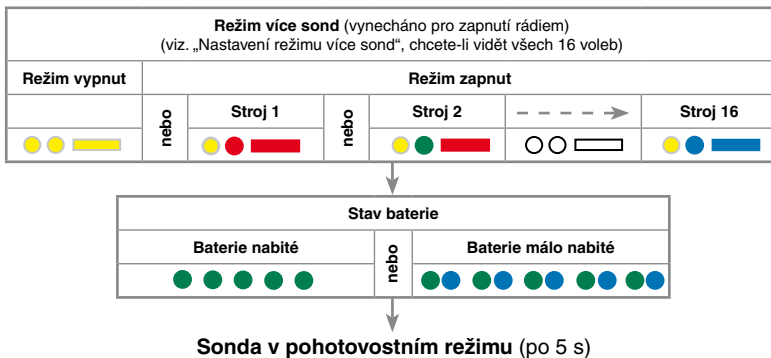 Režim více sond (vynecháno pro zapnutí rádiem)
(viz. „Nastavení režimu více sond“, chcete-li vidět všech 16 voleb)
Režim vypnut
Režim zapnut
nebo
Stroj 1
nebo
Stroj 2
Stroj 16
Stav baterie
Baterie nabité
nebo
Baterie málo nabité
Sonda v pohotovostním režimu (po 5 s)